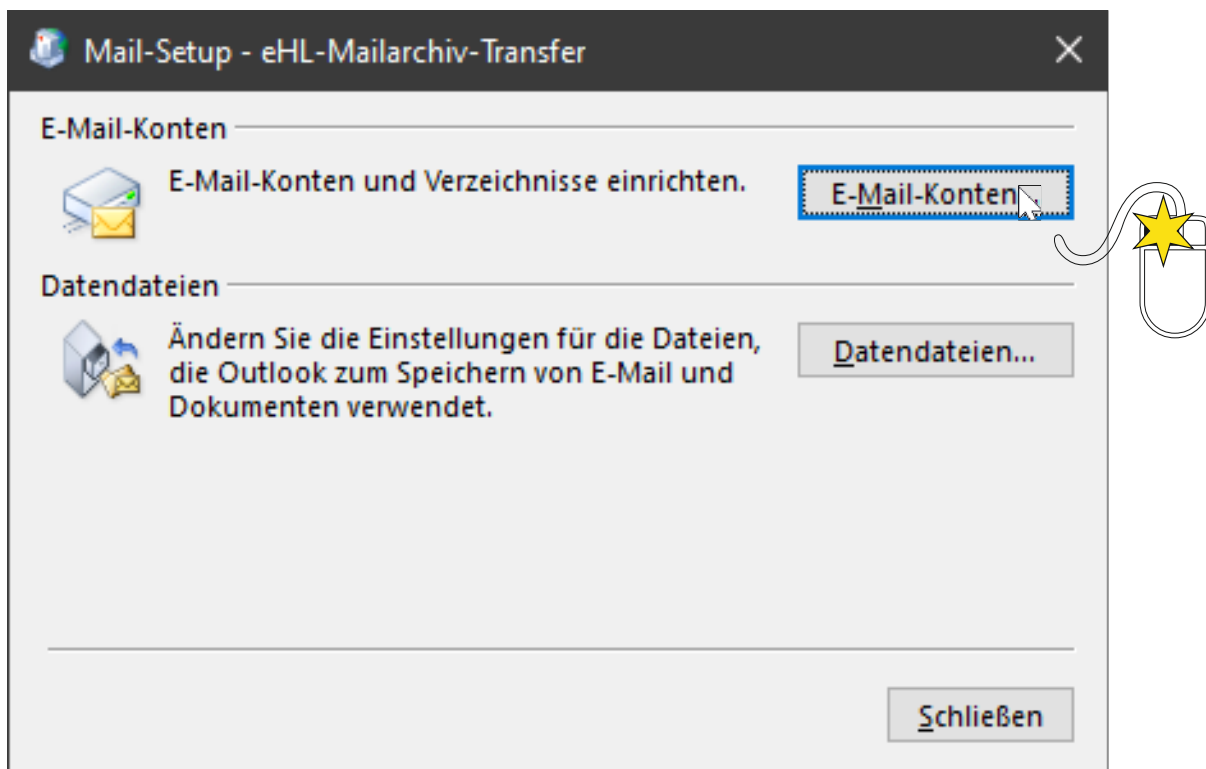 Mail-Setup - eHL-Mailarchiv-Transfer
E-Mail-Konten
E-Mail-Konten und Verzeichnisse einrichten.
E-Mail-Konten...
Datendateien
Ändern Sie die Einstellungen für die Dateien,
die Outlook zum Speichern von E-Mail und
Dokumenten verwendet.
Datendateien...
Schließen